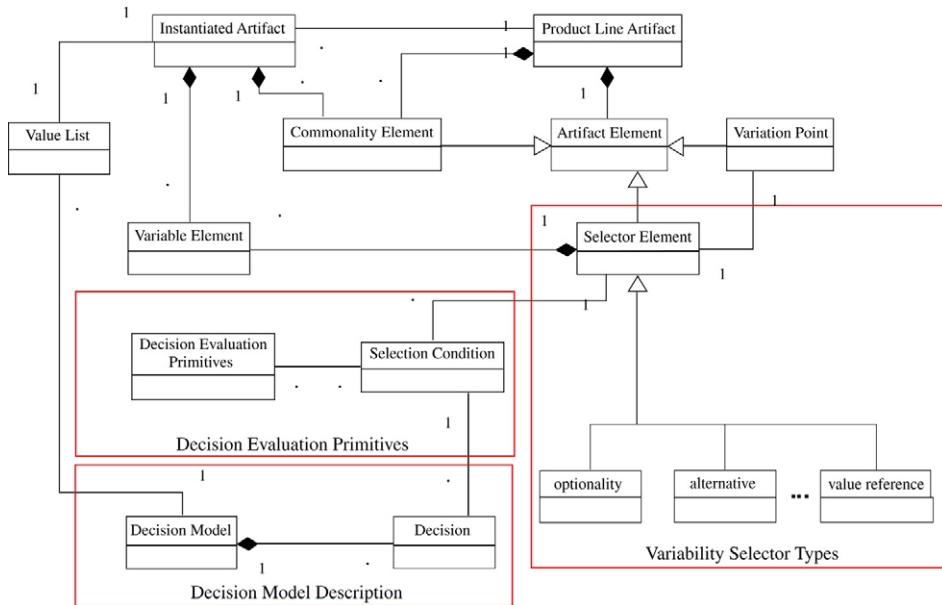 1
Instantiated Artifact
1
Product Line Artifact
.
1
1
1
1
.
.
1
Value List
Commonality Element
Artifact Element
Variation Point
.
1
.
.
1
Variable Element
Selector Element
1
.
1
Decision Evaluation
Primitives
Selection Condition
.
.
1
Decision Evaluation Primitives
1
.
optionality
alternative
...
value reference
Decision Model
Decision
1
.
Variability Selector Types
Decision Model Description